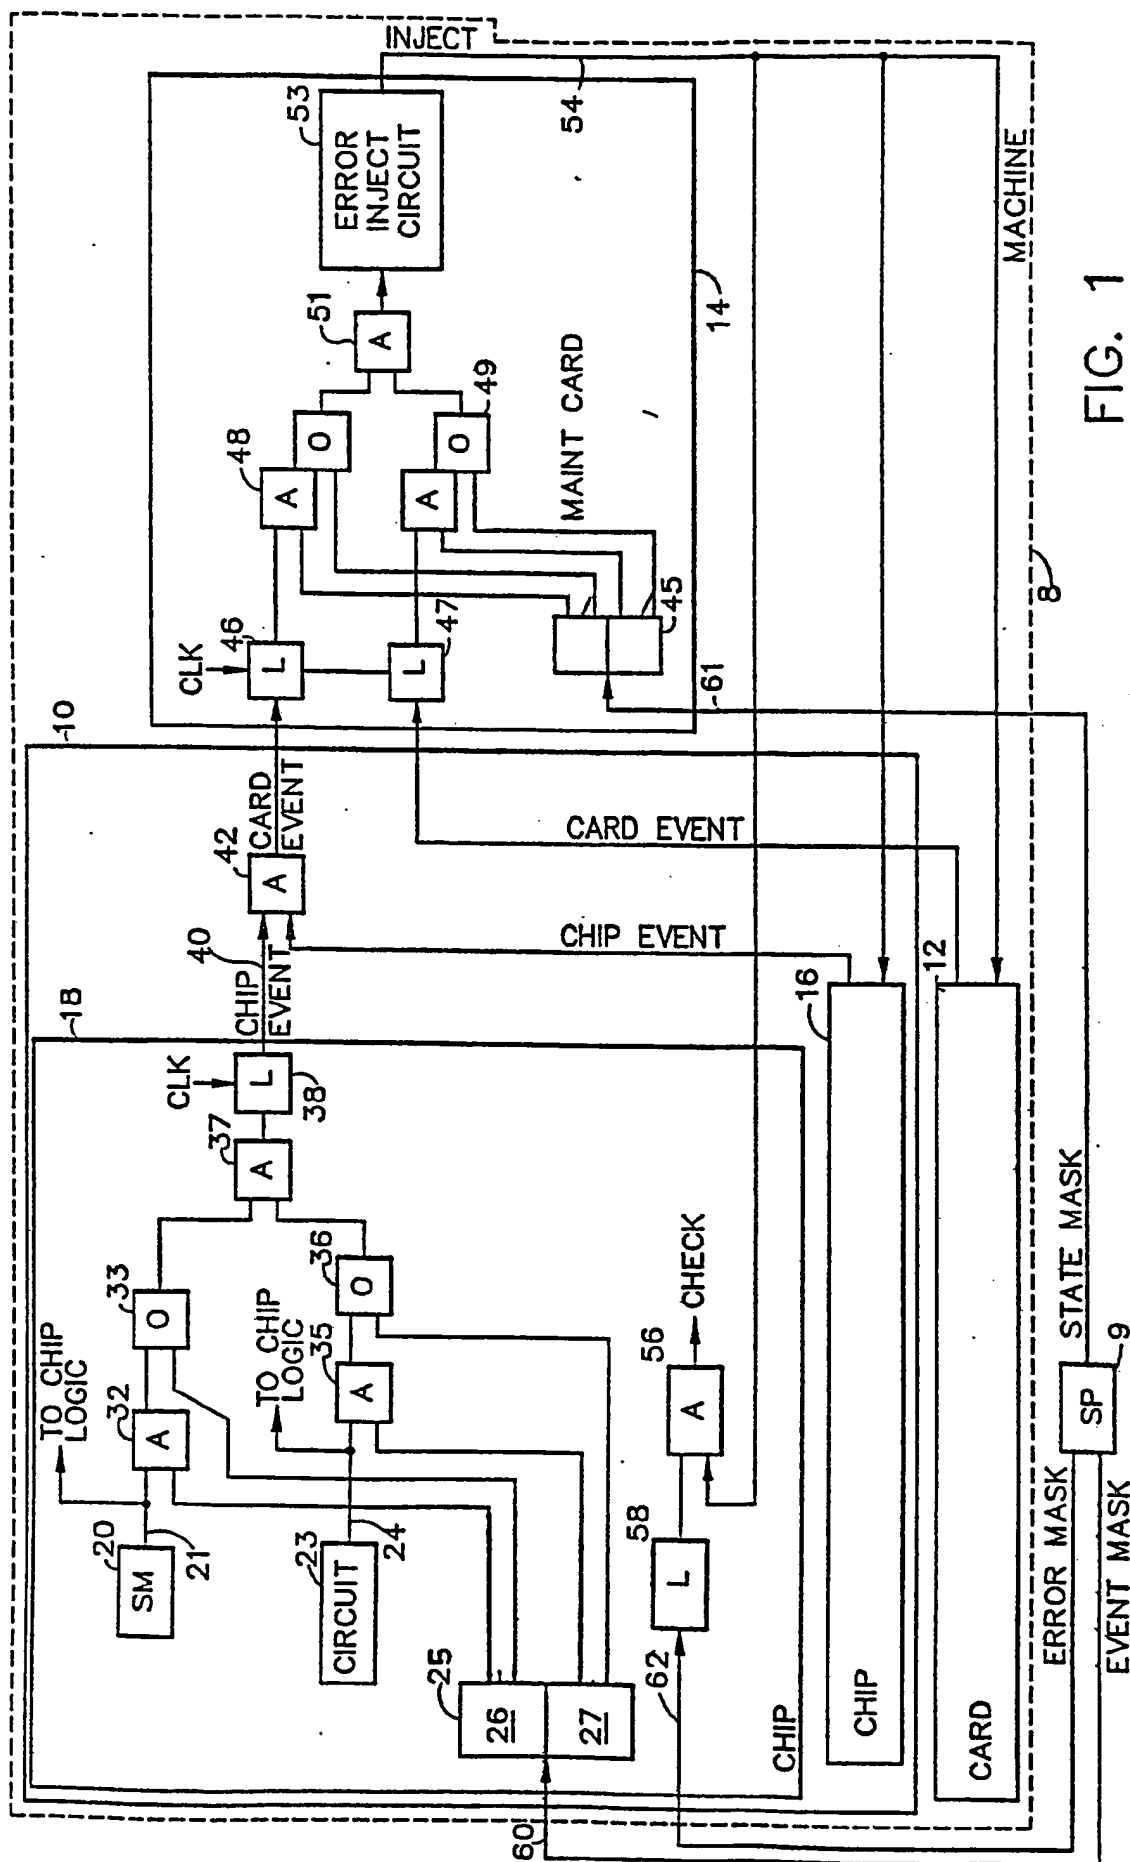 10
18
TO CHIP
LOGIC
20
SM
21
32
A
33
O
37
A
CLK
L
38
40
CHIP
EVENT
42
A
CARD
EVENT
CLK
46
L
48
A
O
51
A
53
ERROR
INJECT
CIRCUIT
INJECT
23
CIRCUIT
24
TO CHIP
LOGIC
35
A
36
O
47
L
A
O
49
25
26
27
45
MAINT CARD
14
54
58
L
62
56
A
CHECK
CHIP EVENT
CARD EVENT
61
CHIP
16
CHIP
12
CARD
MACHINE
8
60
ERROR MASK
EVENT MASK
SP
9
STATE MASK
FIG. 1